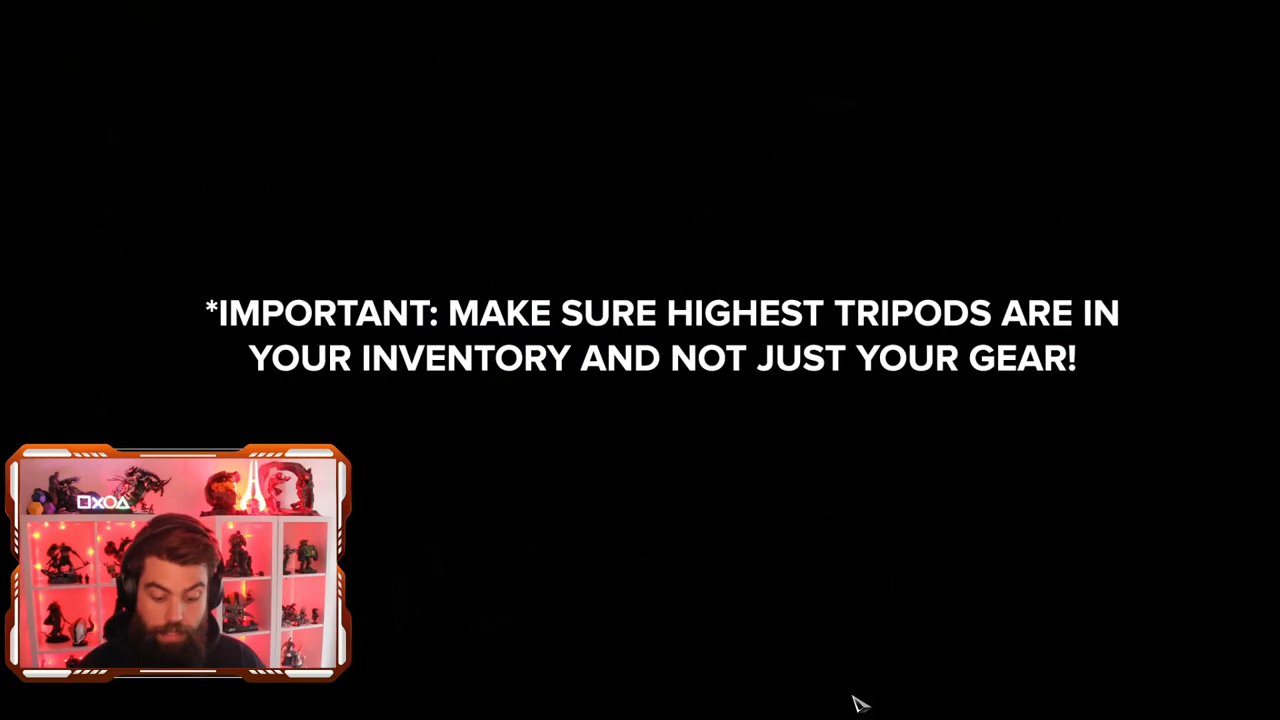 *IMPORTANT: MAKE SURE HIGHEST TRIPODS ARE IN
YOUR INVENTORY AND NOT JUST YOUR GEAR!